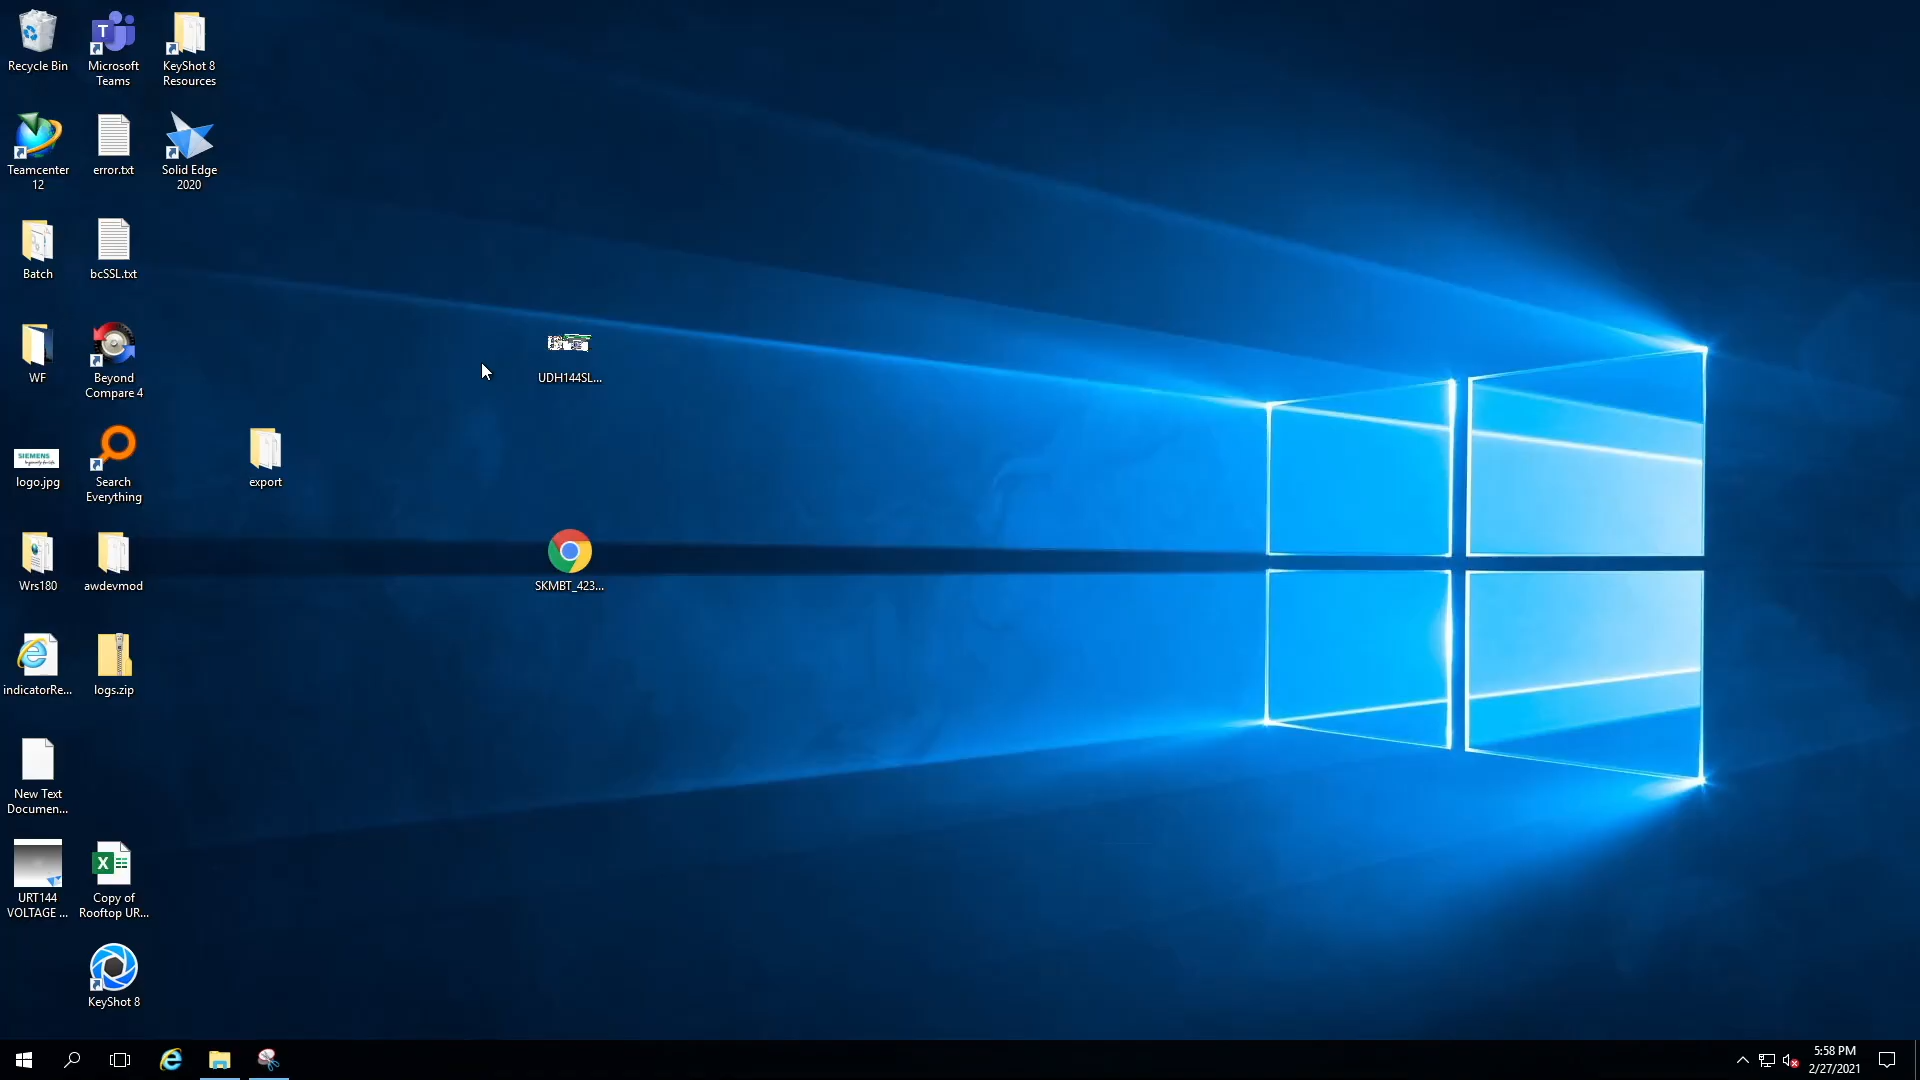 Recycle Bin
Microsoft
Teams
KeyShot 8
Resources
Teamcenter
12
error.txt
Solid Edge
2020
Batch
bcSSL.txt
WF
Beyond
Compare 4
UDH144SL...
SIEMENS
logo.jpg
Search
Everything
export
Wrs180
awdevmod
SKMBT_423...
indicatorRe...
logs.zip
New Text
Documen...
URT144
VOLTAGE ...
Copy of
Rooftop UR...
KeyShot 8
5:58 PM
2/27/2021